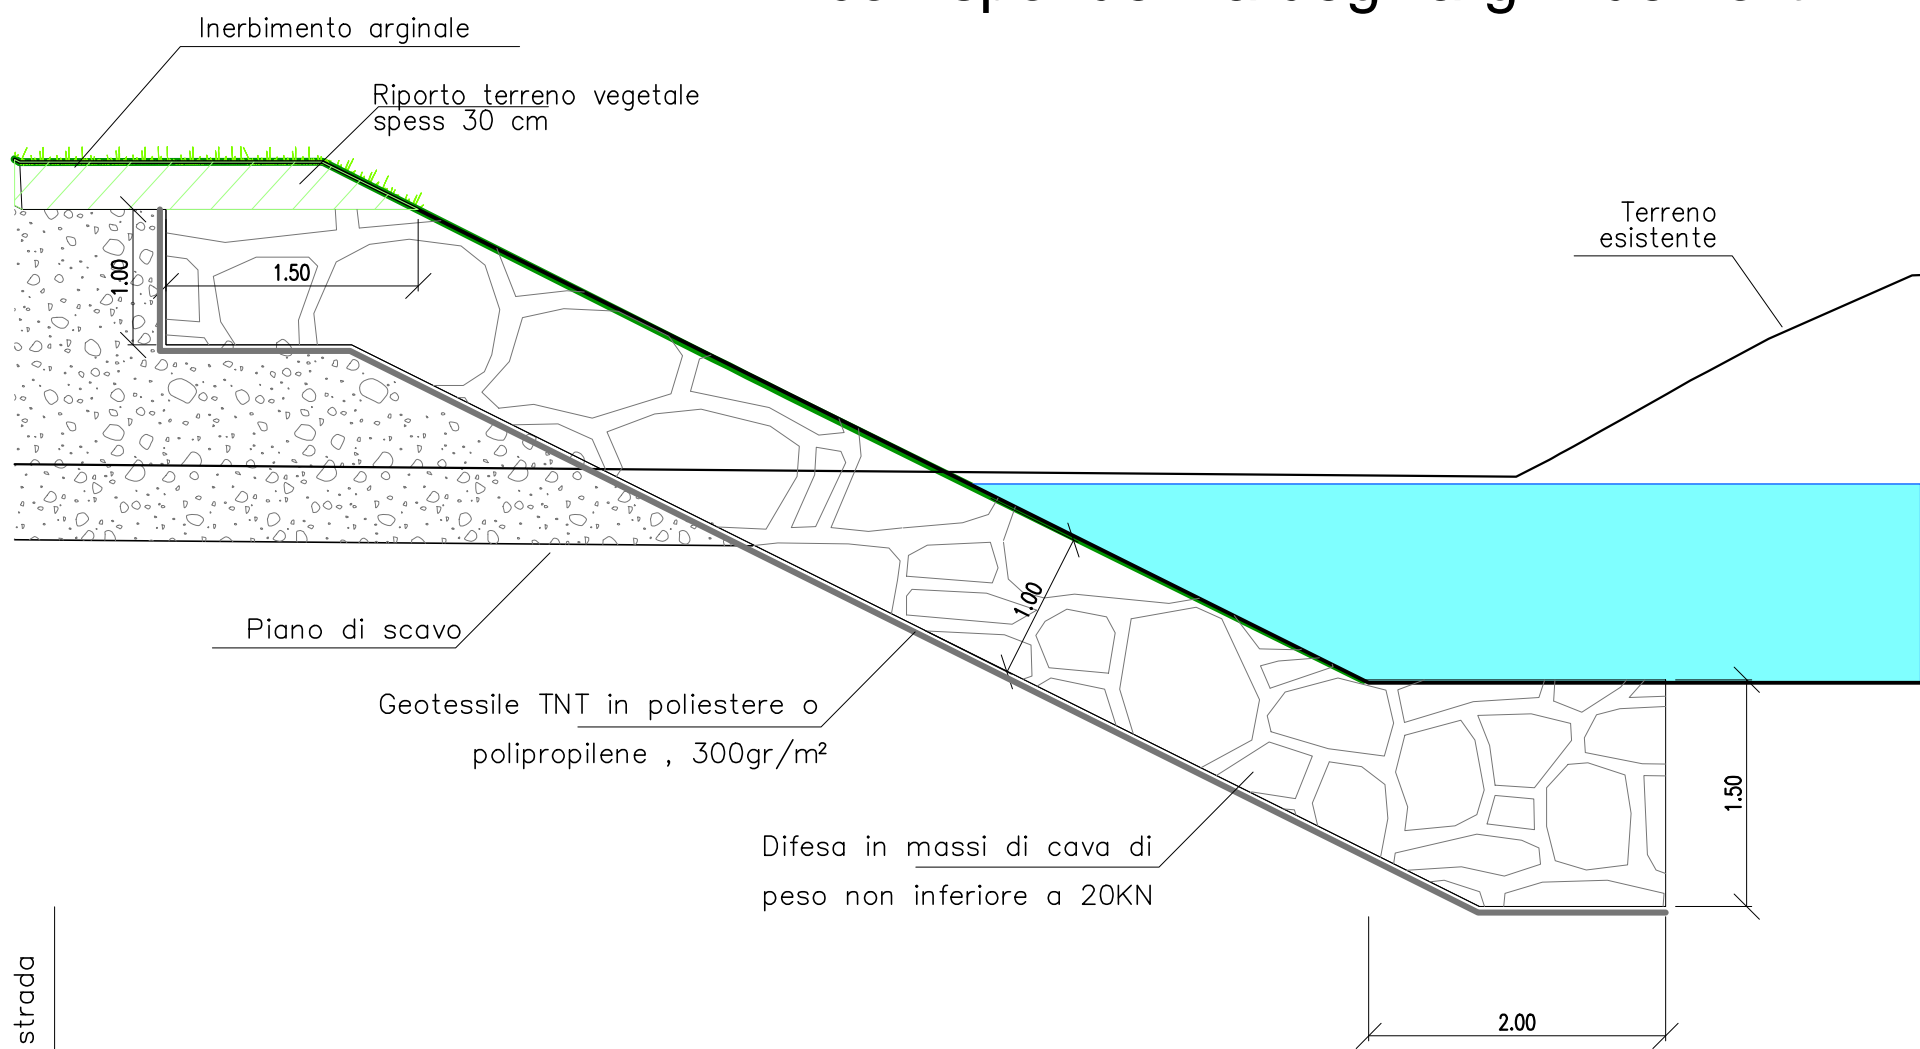 Inerbimento arginale
Riporto terreno vegetale
spess 30 cm
Terreno
esistente
1.00
1.50
1.00
Piano di scavo
Geotessile TNT in poliestere o
polipropilene , 300gr/m²
1.50
Difesa in massi di cava di
peso non inferiore a 20KN
strada
2.00